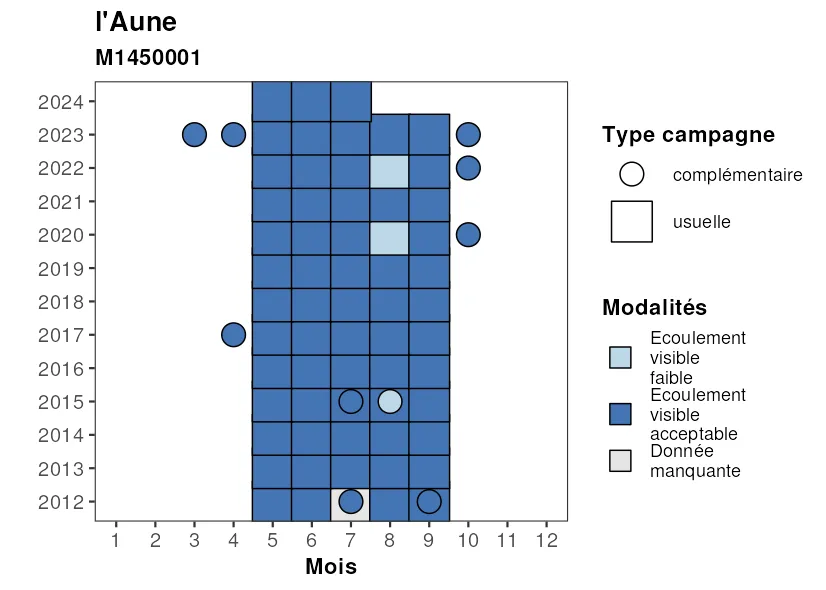 l'Aune
M1450001
2024
2023
2022
2021
2020
2019
2018
2017
2016
2015
2014
2013
2012
1 2 3 4 5 6 7 8 9 10 11 12
Mois
Type campagne
complémentaire
usuelle
Modalités
Ecoulement
visible
faible
Ecoulement
visible
acceptable
Donnée
manquante